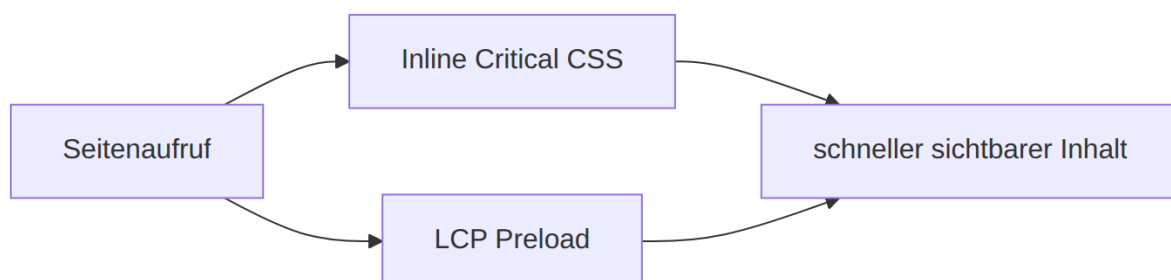 Inline Critical CSS
Seitenaufruf
schneller sichtbarer Inhalt
LCP Preload